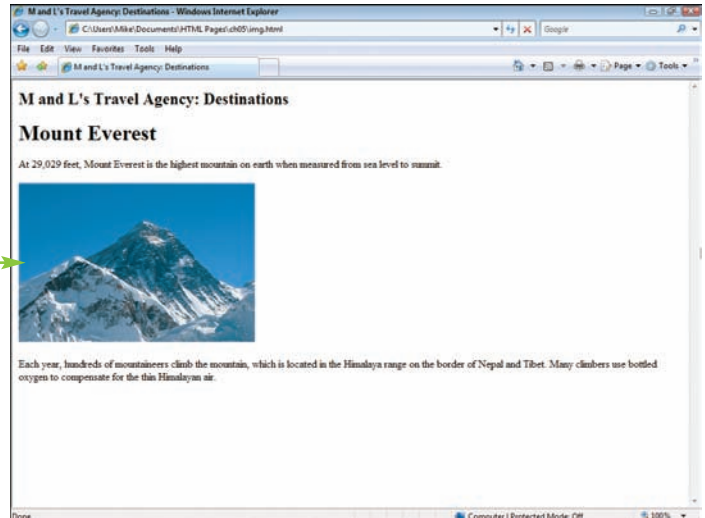 M and L's Travel Agency: Destinations - Windows Internet Explorer
C:\Users\Mike\Documents\HTML Pages\ch05\img.html
Google
File Edit View Favorites Tools Help
M and L's Travel Agency: Destinations
Page Tools
M and L's Travel Agency: Destinations
Mount Everest
At 29,029 feet, Mount Everest is the highest mountain on earth when measured from sea level to summit.
Each year, hundreds of mountaineers climb the mountain, which is located in the Himalaya range on the border of Nepal and Tibet. Many climbers use bottled
oxygen to compensate for the thin Himalayan air.
Done
Computer | Protected Mode: Off
100%